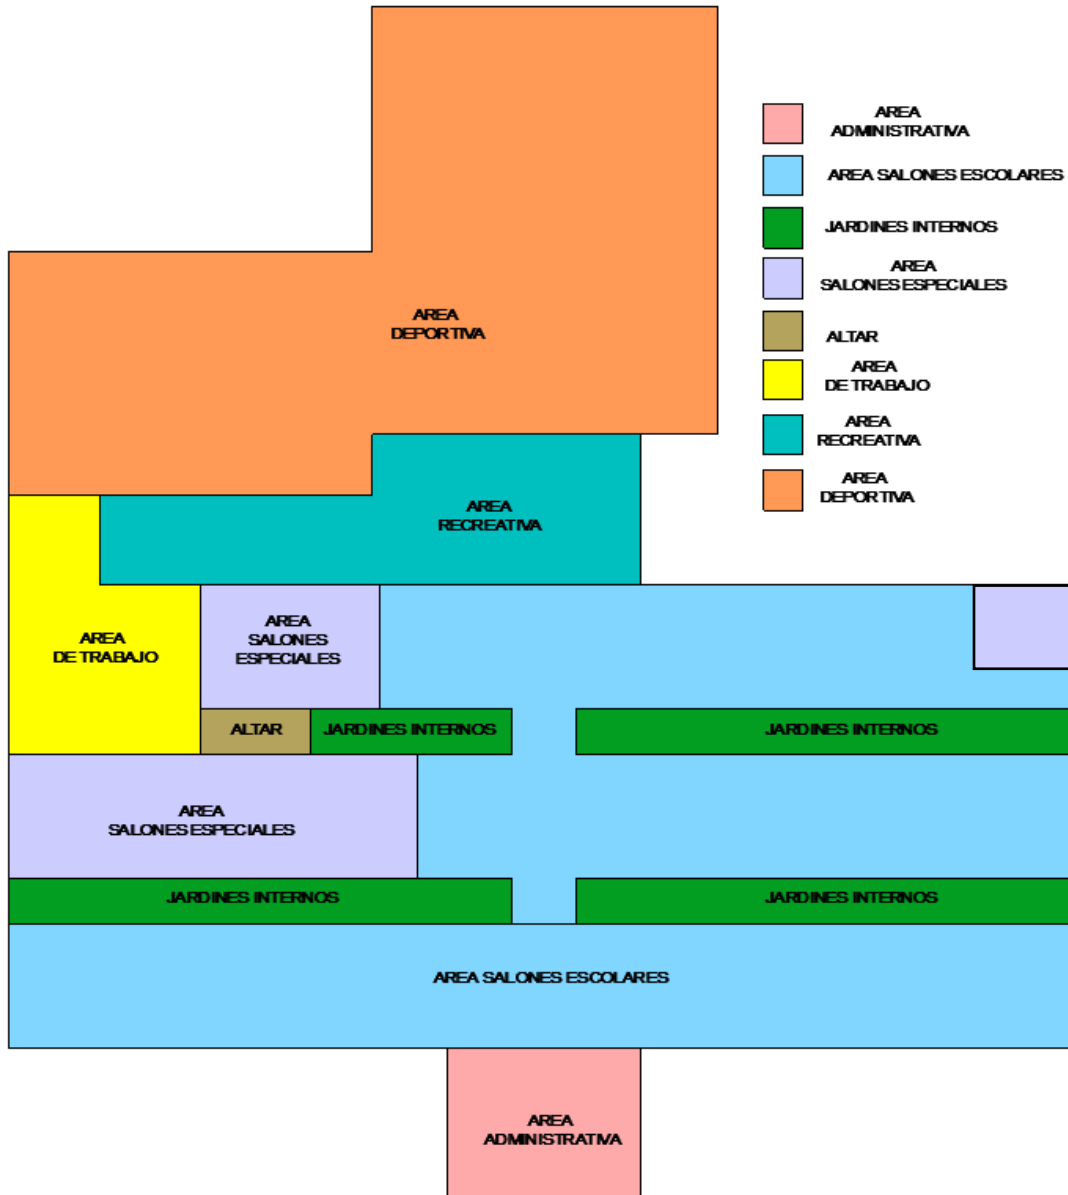 AREA
ADMINISTRATIVA
AREA SALONES ESCOLARES
JARDINES INTERNOS
AREA
SALONES ESPECIALES
ALTAR
AREA
DE TRABAJO
AREA
RECREATIVA
AREA
DEPORTIVA
AREA
DEPORTIVA
AREA
RECREATIVA
AREA
SALONES
ESPECIALES
AREA
DE TRABAJO
ALTAR
JARDINES INTERNOS
JARDINES INTERNOS
AREA
SALONES ESPECIALES
JARDINES INTERNOS
JARDINES INTERNOS
AREA SALONES ESCOLARES
AREA
ADMINISTRATIVA